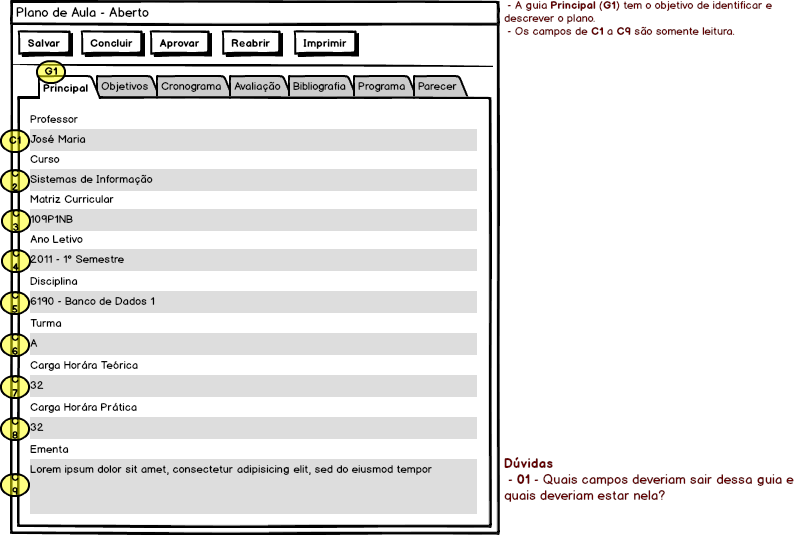 Plano de Aula - Aberto
Salvar Concluir Aprovar Reabrir Imprimir
G1
Principal Objetivos Cronograma Avaliação Bibliografia Programa Parecer
Professor
C1 José Maria
Curso
C2 Sistemas de Informação
Matriz Curricular
C3 109P1NB
Ano Letivo
C4 2011 - 1º Semestre
Disciplina
C5 6190 - Banco de Dados 1
Turma
C6 A
Carga Horára Teórica
C7 32
Carga Horára Prática
C8 32
Ementa
Lorem ipsum dolor sit amet, consectetur adipisicing elit, sed do eiusmod tempor
C9
- A guia Principal (G1) tem o objetivo de identificar e
descrever o plano.
- Os campos de C1 a C9 são somente leitura.
Dúvidas
- 01 - Quais campos deveriam sair dessa guia e
quais deveriam estar nela?